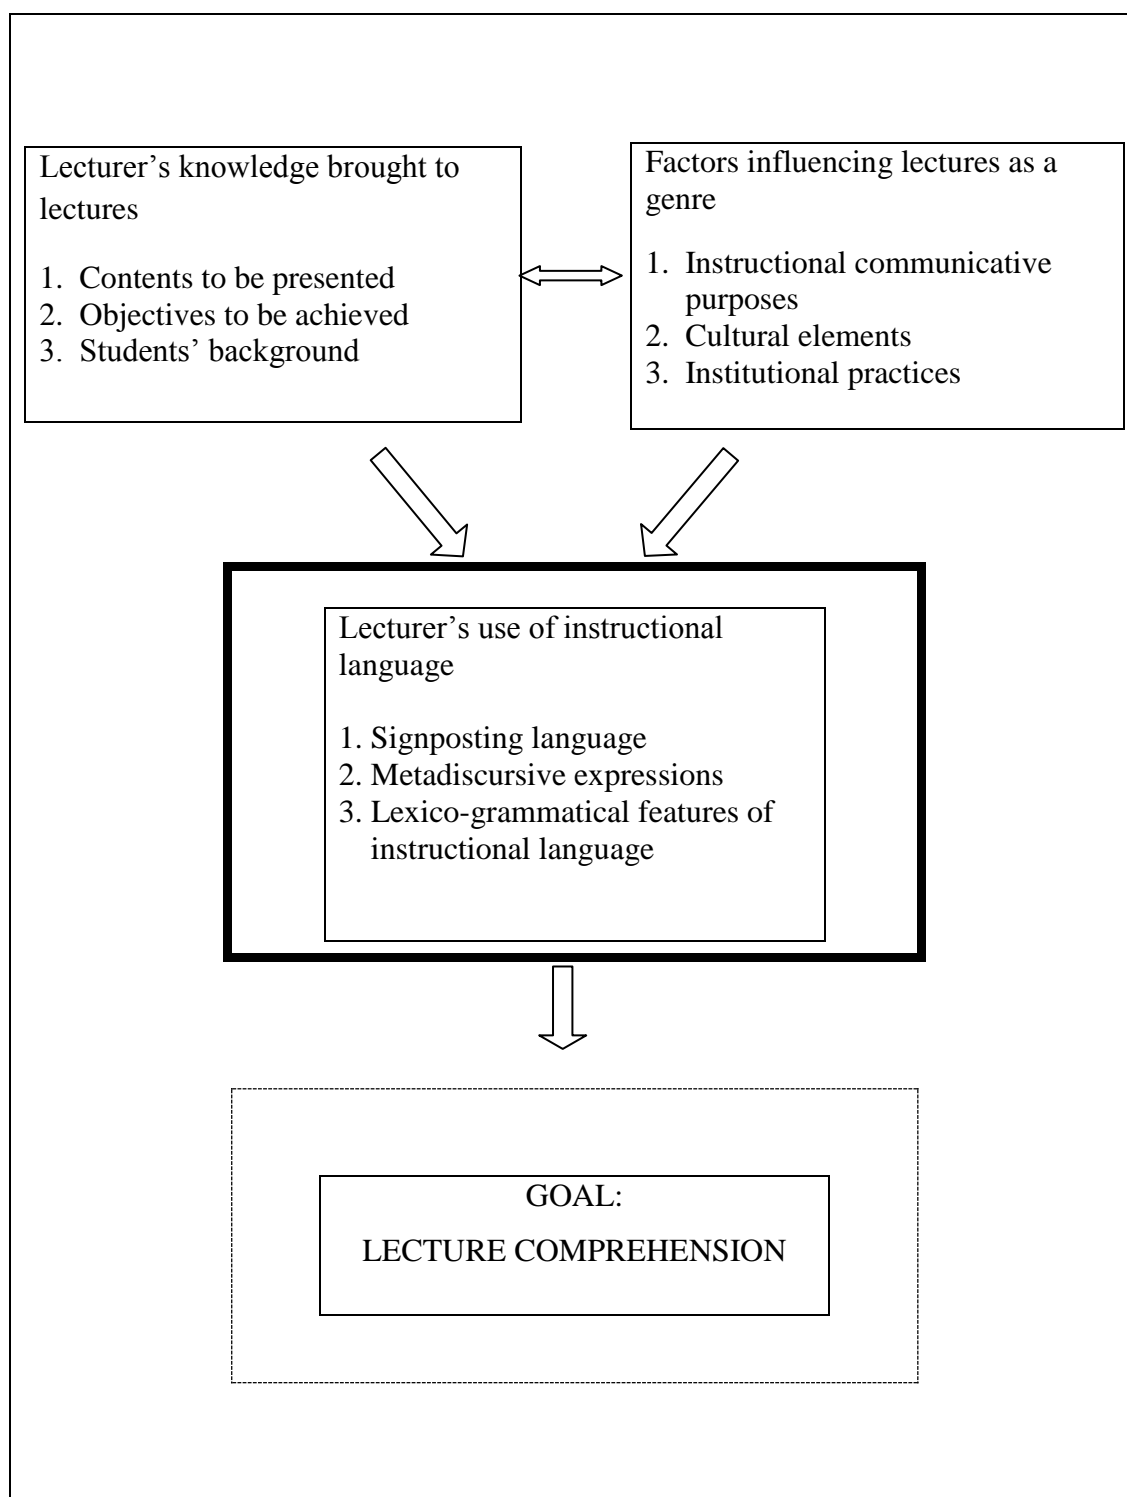 Lecturer’s knowledge brought to
lectures
1. Contents to be presented
2. Objectives to be achieved
3. Students’ background
Factors influencing lectures as a
genre
1. Instructional communicative
purposes
2. Cultural elements
3. Institutional practices
Lecturer’s use of instructional
language
1. Signposting language
2. Metadiscursive expressions
3. Lexico-grammatical features of
instructional language
GOAL:
LECTURE COMPREHENSION